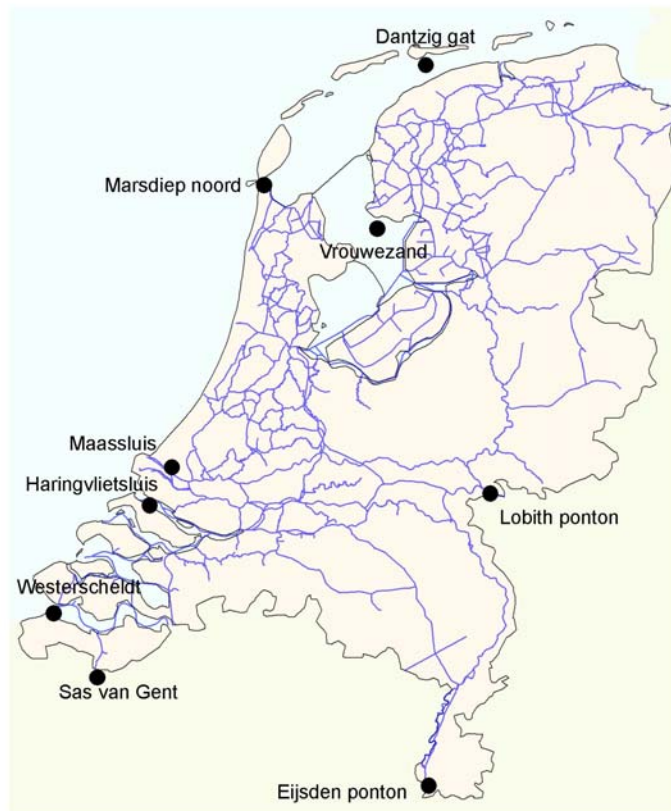 Dantzig gat
Marsdiep noord
Vrouwezand
Maassluis
Haringvlietsluis
Lobith ponton
Westerscheldt
Sas van Gent
Eijsden ponton